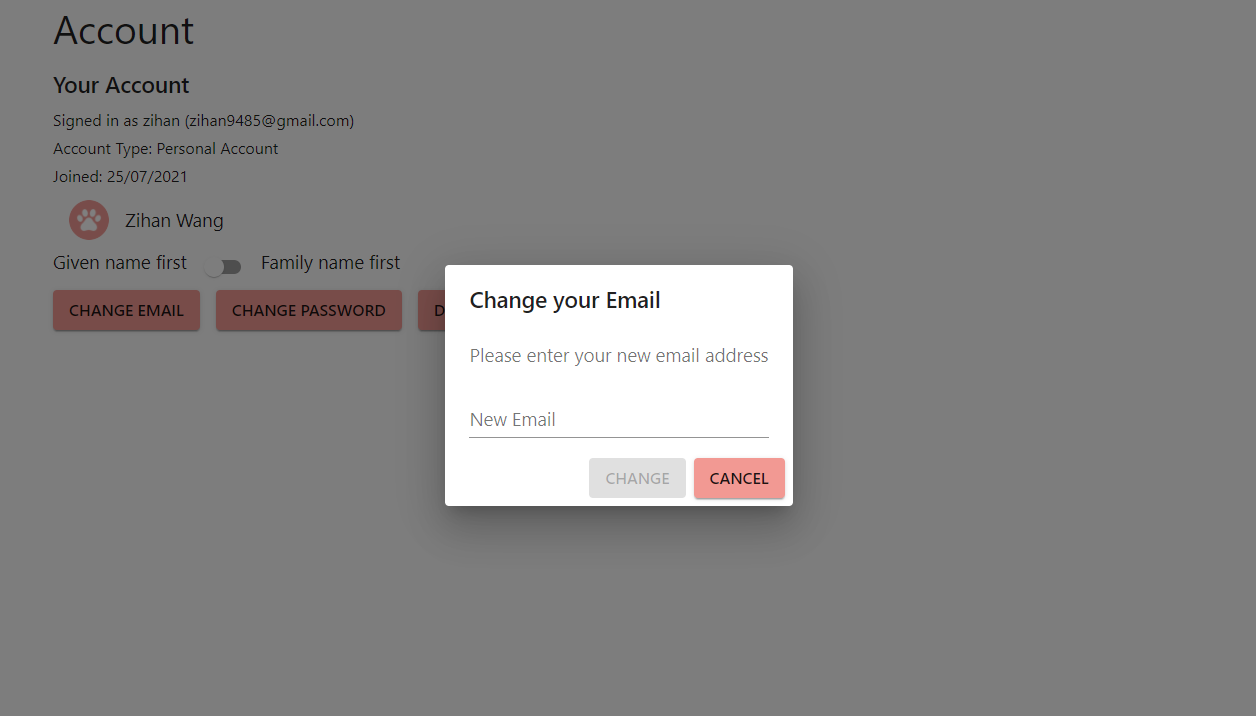 Account
Your Account
Signed in as zihan (zihan9485@gmail.com)
Account Type: Personal Account
Joined: 25/07/2021
Zihan Wang
Given name first Family name first
CHANGE EMAIL CHANGE PASSWORD D
Change your Email
Please enter your new email address
New Email
CHANGE CANCEL